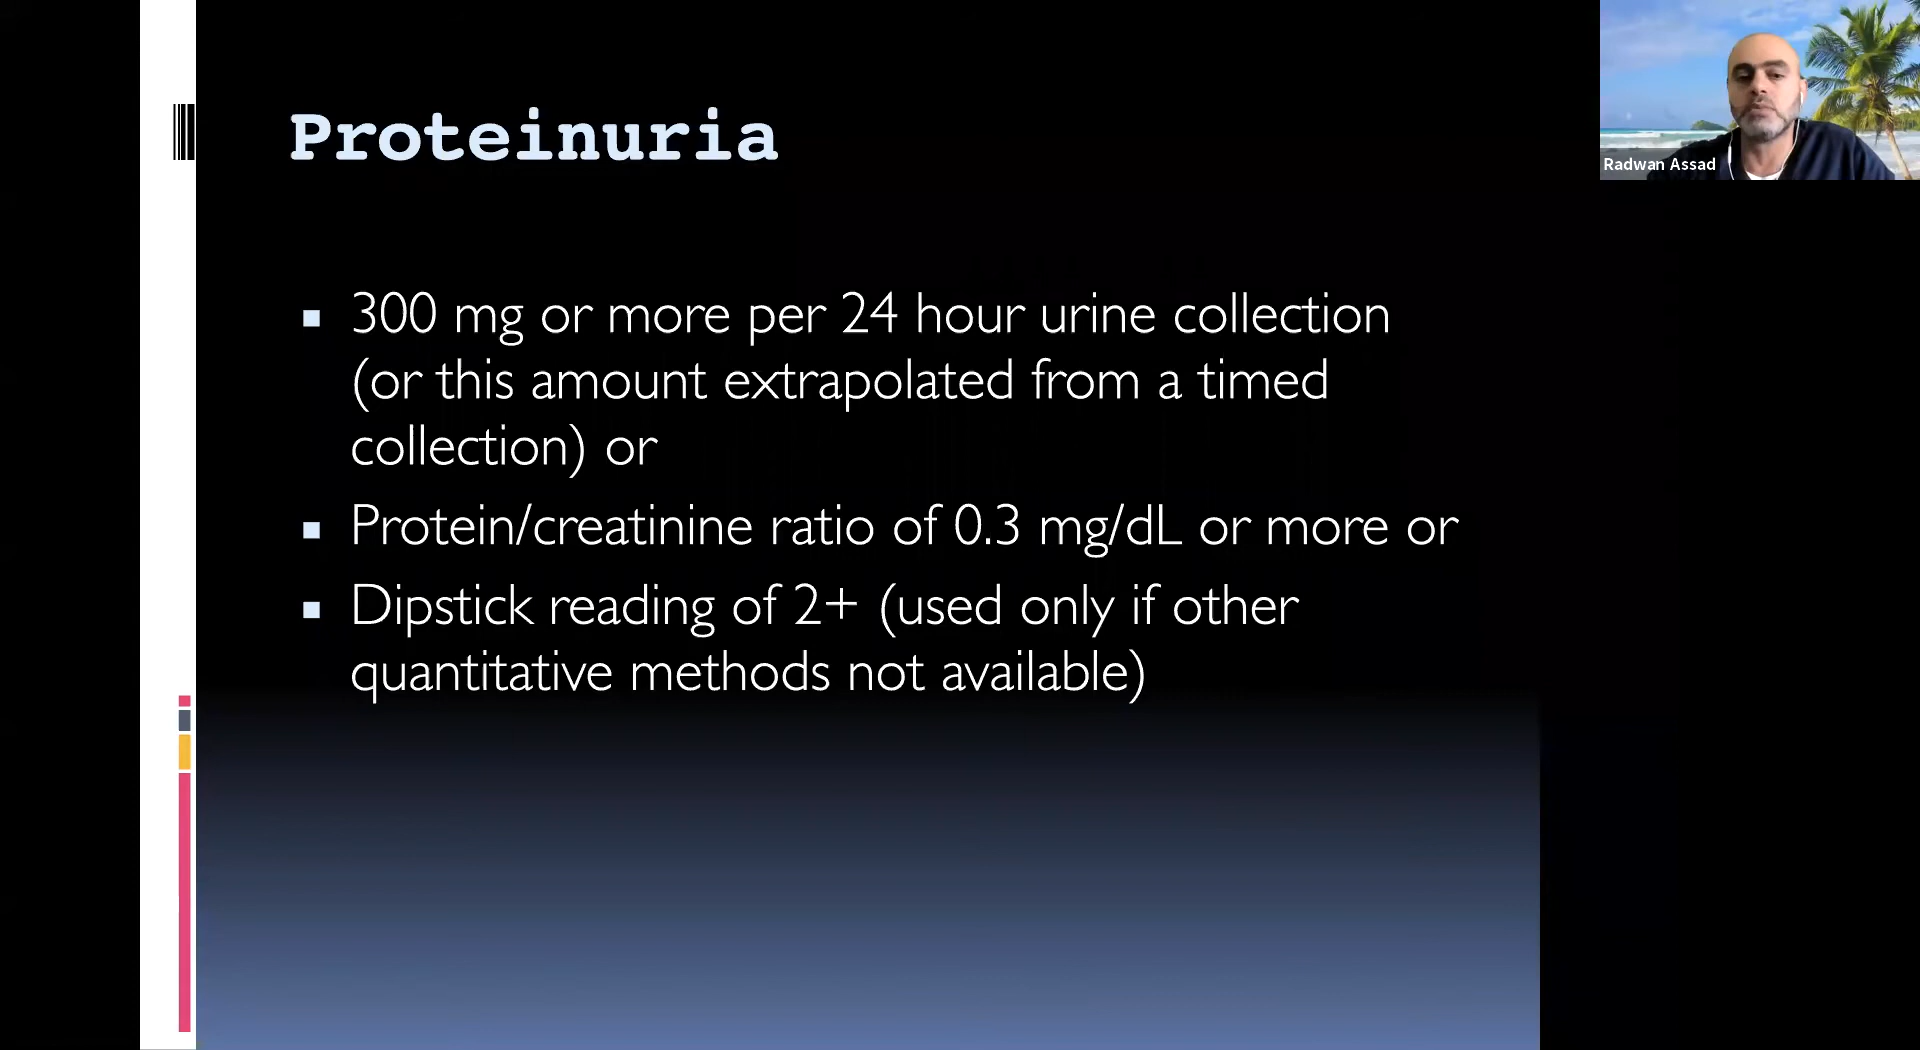 Proteinuria
300 mg or more per 24 hour urine collection
(or this amount extrapolated from a timed
collection) or
Protein/creatinine ratio of 0.3 mg/dL or more or
Dipstick reading of 2+ (used only if other
quantitative methods not available)
Radwan Assad